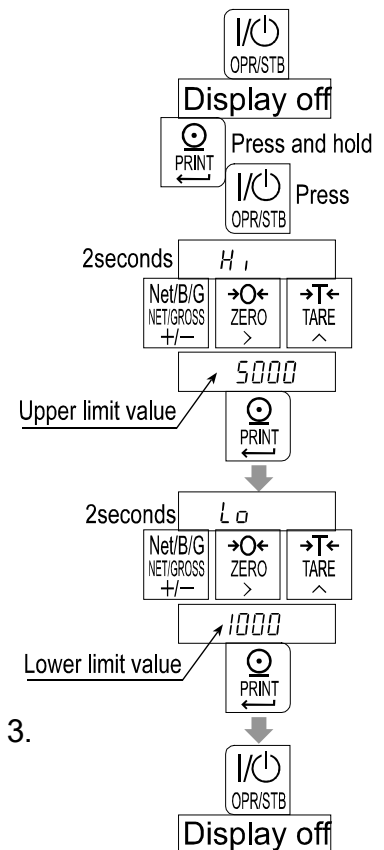 I/⏻
OPR/STB
Display off
PRINT
Press and hold
I/⏻
OPR/STB
Press
2seconds
Hi
Net/B/G
NET/GROSS
+/−
→O←
ZERO
>
→T←
TARE
^
5000
Upper limit value
PRINT
2seconds
Lo
Net/B/G
NET/GROSS
+/−
→O←
ZERO
>
→T←
TARE
^
1000
Lower limit value
PRINT
3.
I/⏻
OPR/STB
Display off